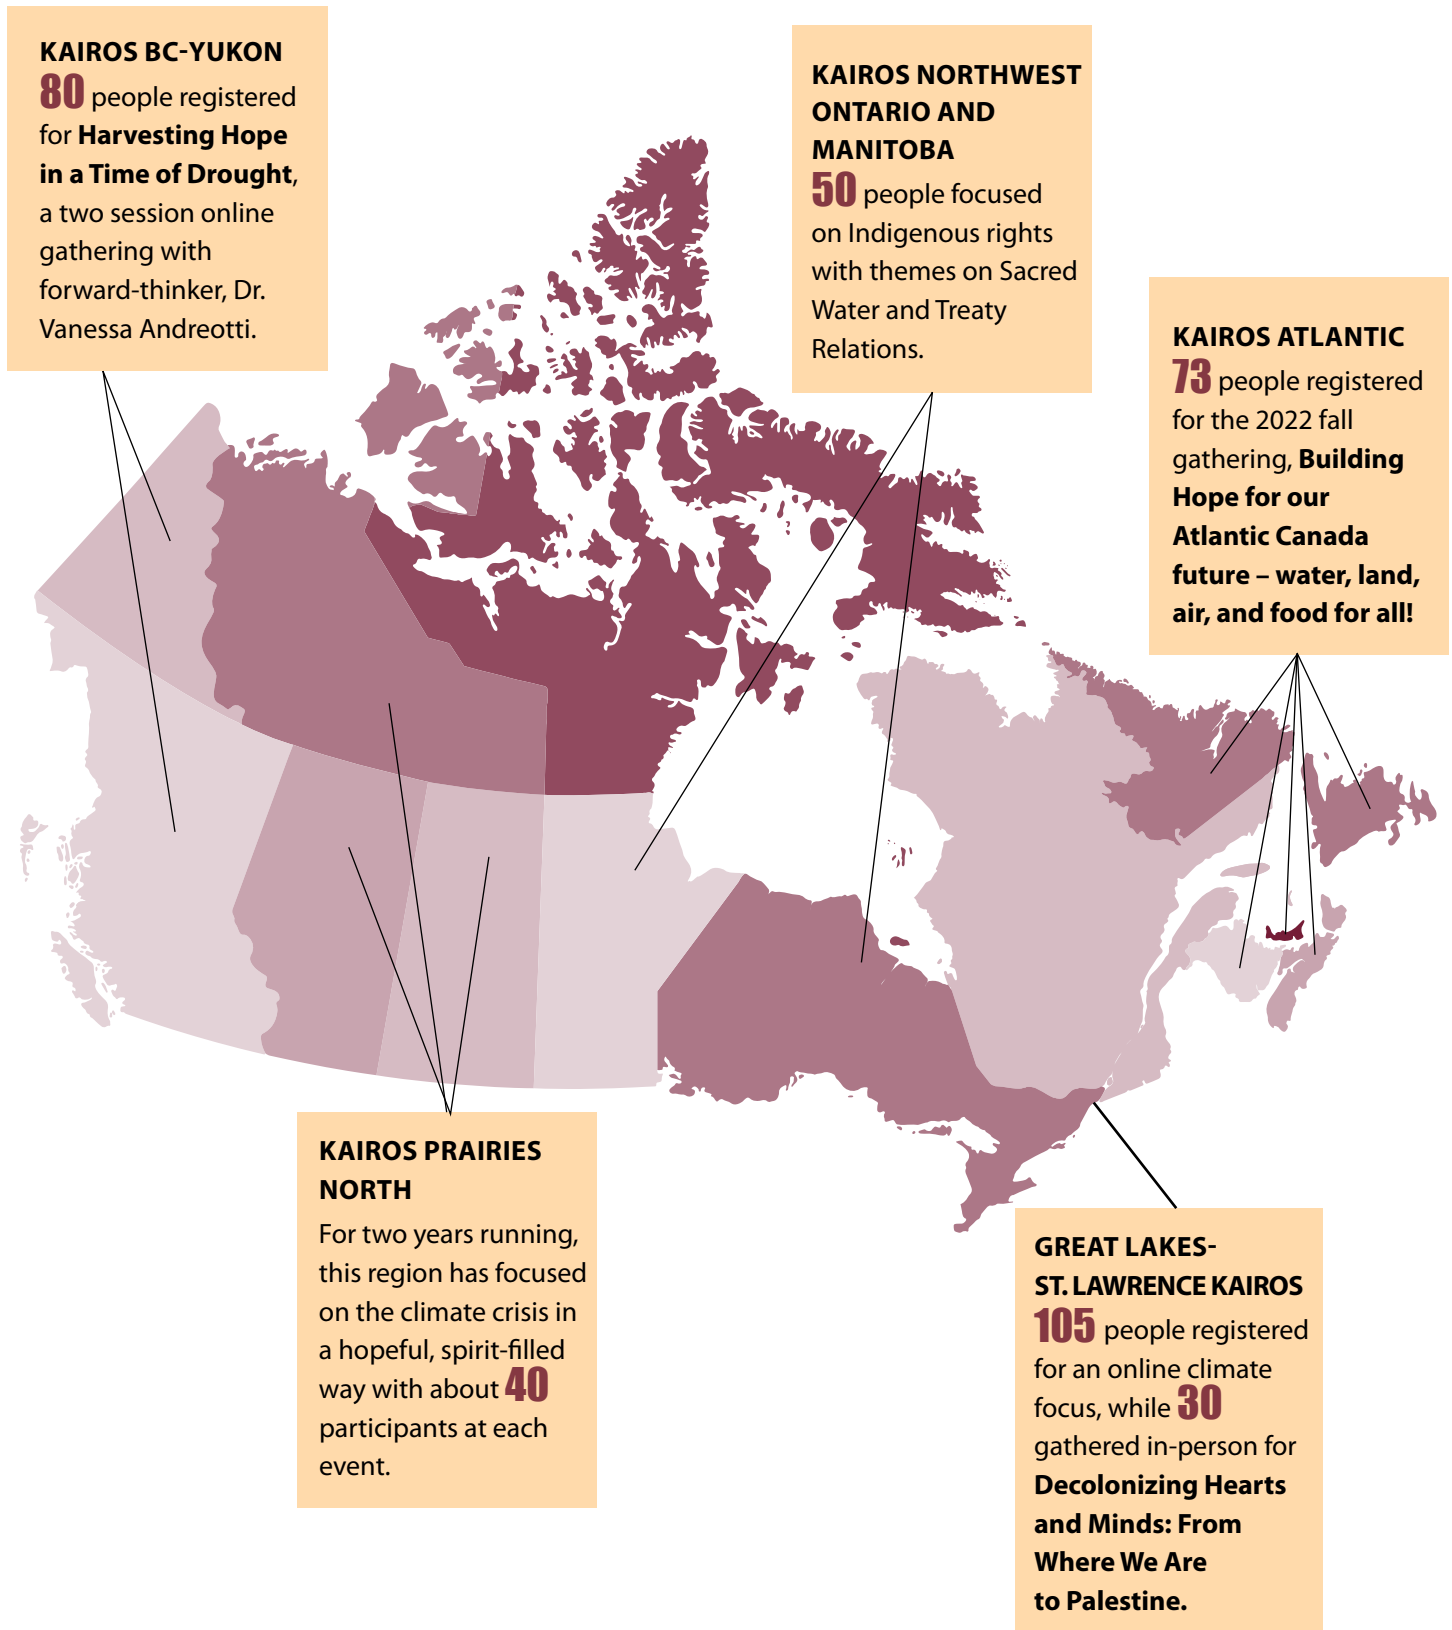 KAIROS BC-YUKON
80 people registered
for Harvesting Hope
in a Time of Drought,
a two session online
gathering with
forward-thinker, Dr.
Vanessa Andreotti.
KAIROS NORTHWEST
ONTARIO AND
MANITOBA
50 people focused
on Indigenous rights
with themes on Sacred
Water and Treaty
Relations.
KAIROS ATLANTIC
73 people registered
for the 2022 fall
gathering, Building
Hope for our
Atlantic Canada
future – water, land,
air, and food for all!
KAIROS PRAIRIES
NORTH
For two years running,
this region has focused
on the climate crisis in
a hopeful, spirit-filled
way with about 40
participants at each
event.
GREAT LAKES-
ST. LAWRENCE KAIROS
105 people registered
for an online climate
focus, while 30
gathered in-person for
Decolonizing Hearts
and Minds: From
Where We Are
to Palestine.